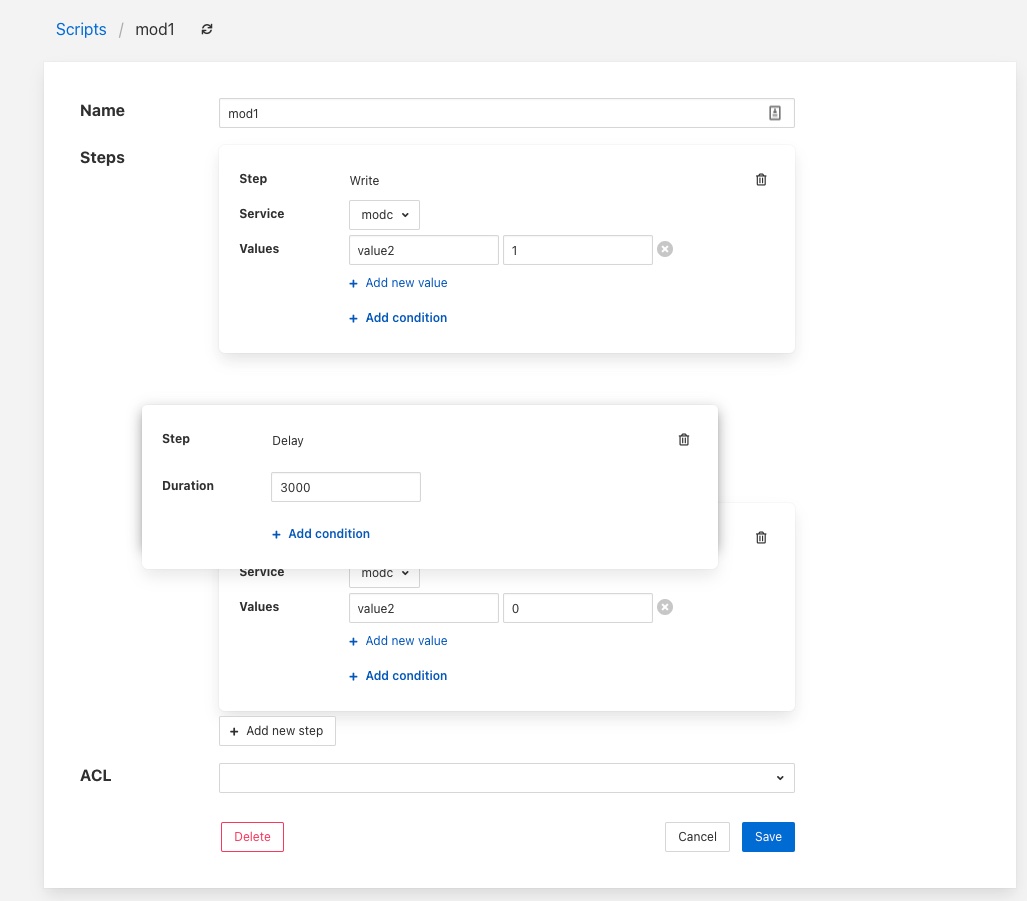 Scripts / mod1
Name
mod1
Steps
Step Write
Service modc
Values value2 1
+ Add new value
+ Add condition
Step Delay
Duration 3000
+ Add condition
Service modc
Values value2 0
+ Add new value
+ Add condition
+ Add new step
ACL
Delete Cancel Save